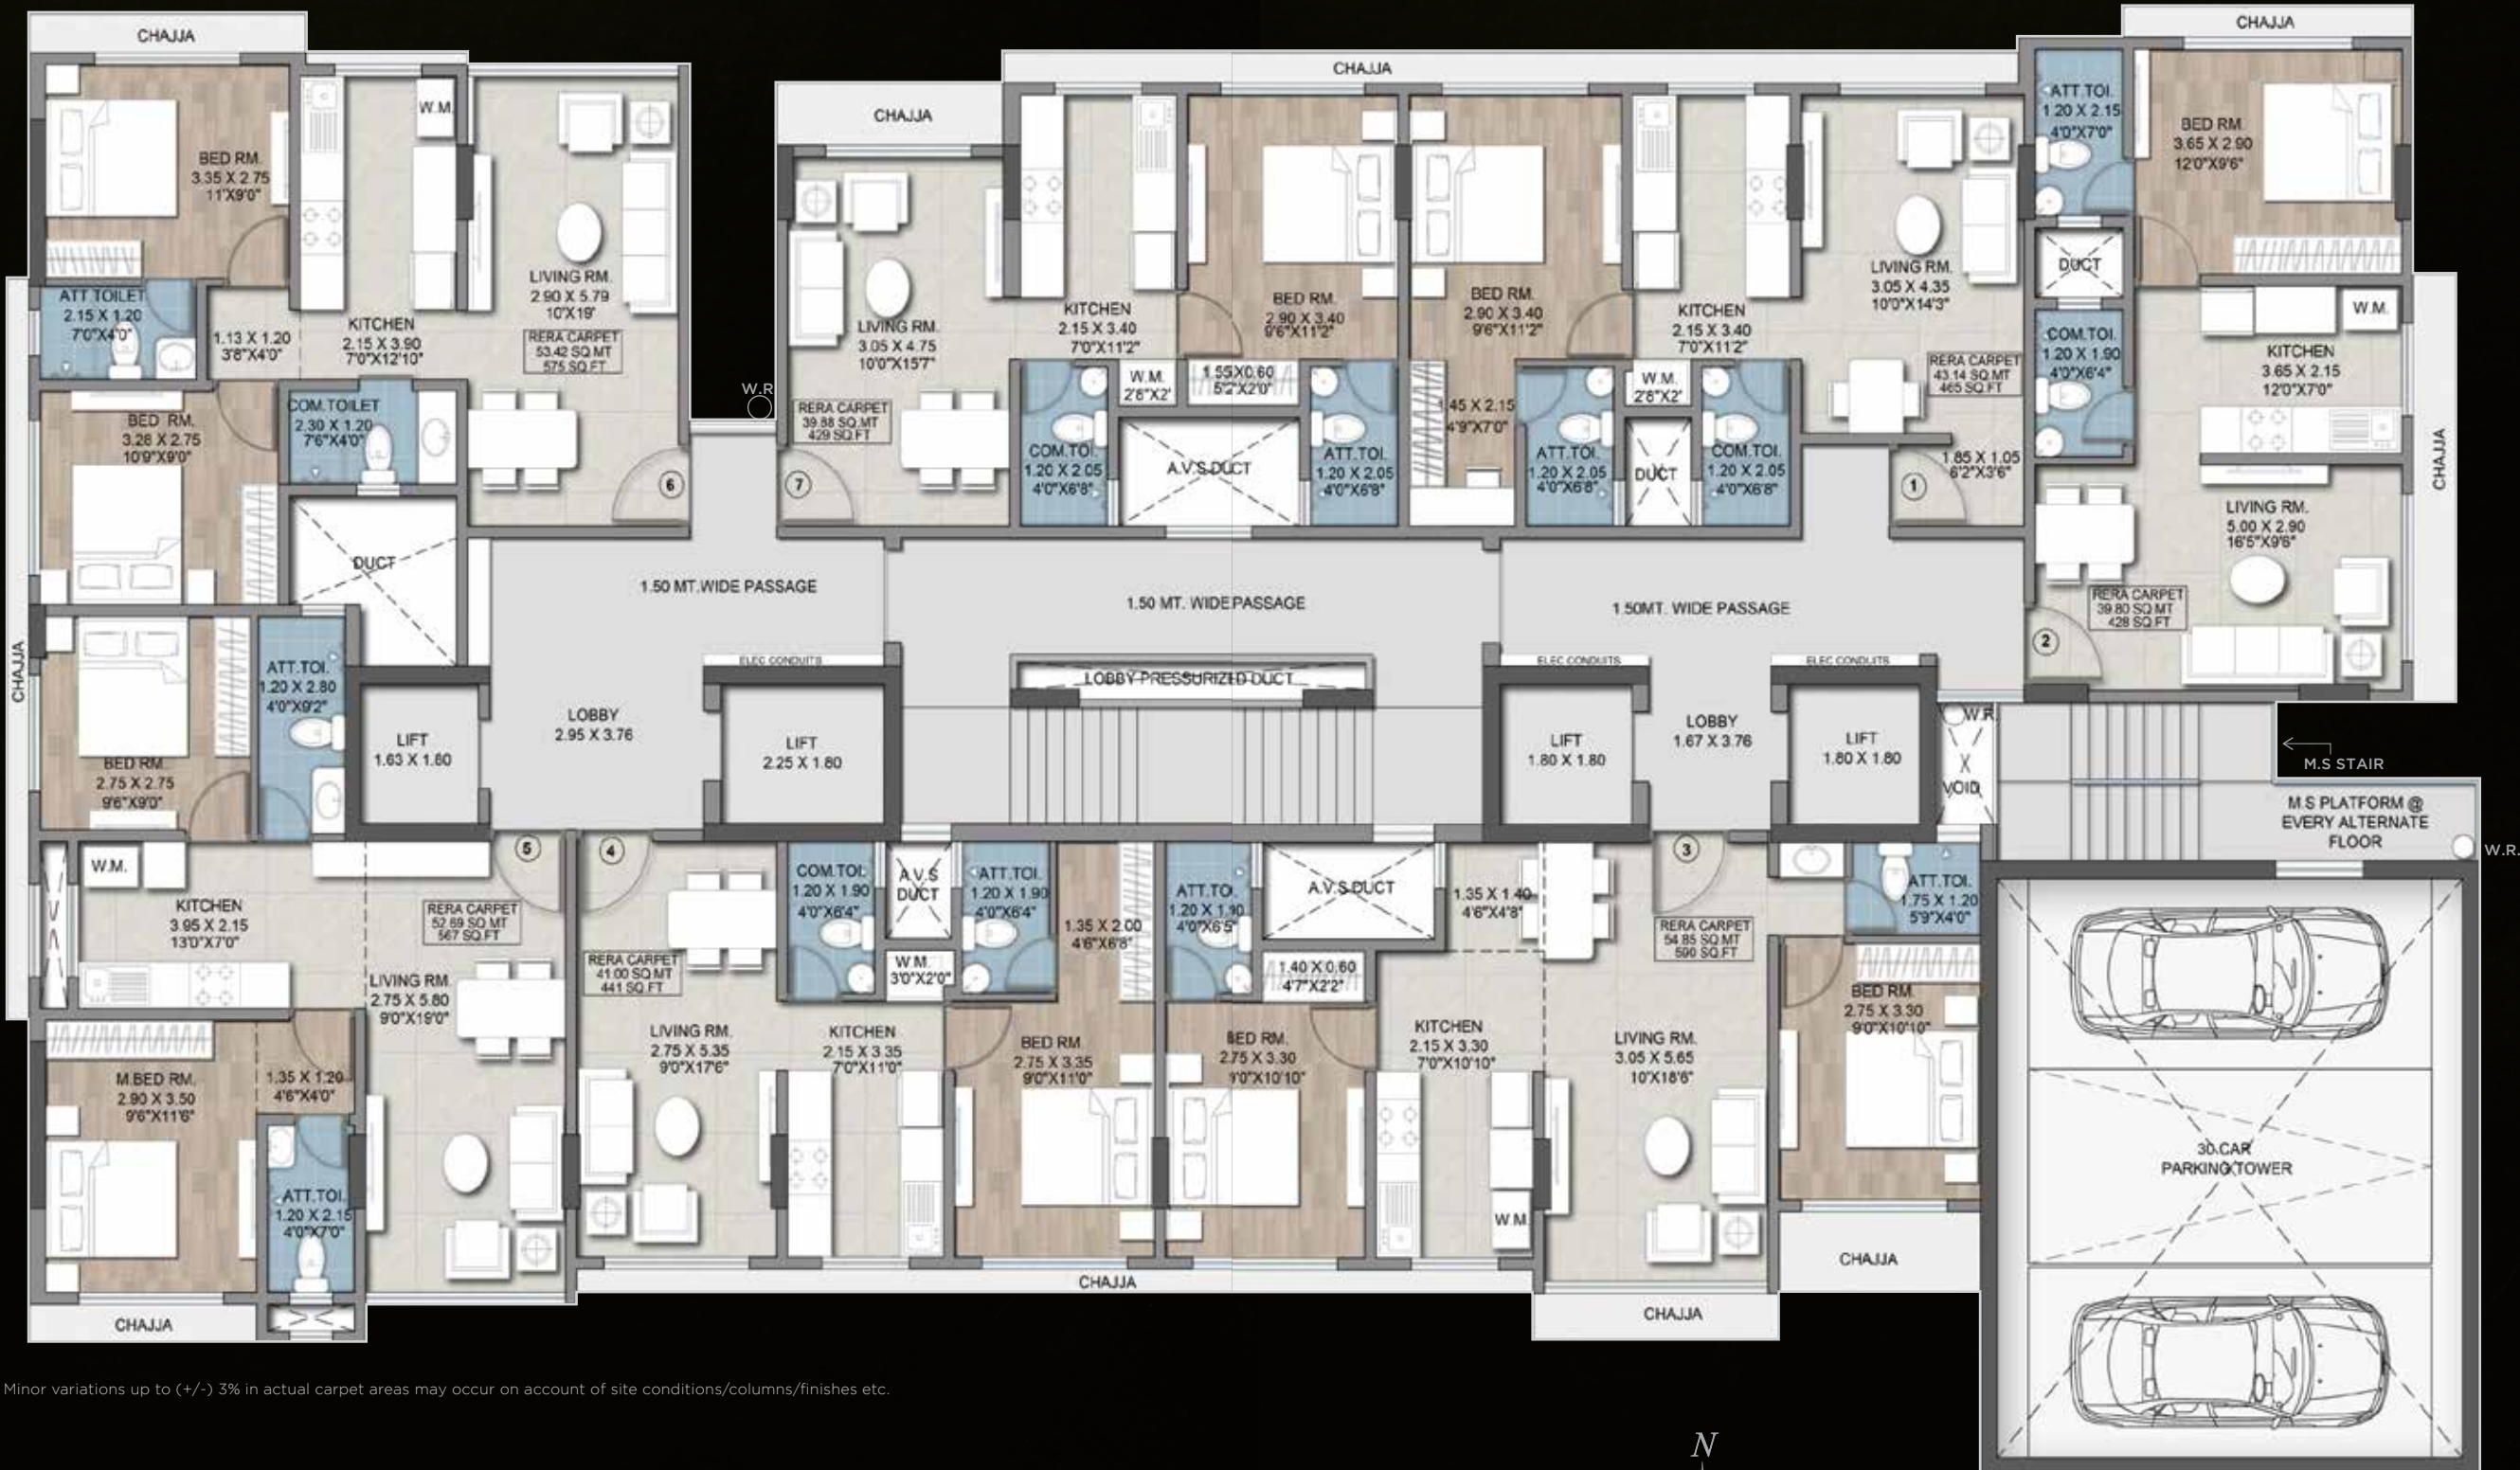 CHAJJA
BED RM.
3.35 X 2.75
11'X9'0"
W.M.
LIVING RM.
2.90 X 5.79
10'X19'
RERA CARPET
53.42 SQ.MT
575 SQ.FT
KITCHEN
2.15 X 3.90
7'0"X12'10"
ATT.TOILET
2.15 X 1.20
7'0"X4'0"
1.13 X 1.20
3'8"X4'0"
COM.TOILET
2.30 X 1.20
7'6"X4'0"
BED RM.
3.28 X 2.75
10'9"X9'0"
6
DUCT
W.R
CHAJJA
LIVING RM.
3.05 X 4.75
10'0"X15'7"
RERA CARPET
39.88 SQ.MT
429 SQ.FT
7
CHAJJA
KITCHEN
2.15 X 3.40
7'0"X11'2"
BED RM.
2.90 X 3.40
9'6"X11'2"
W.M.
2'6"X2'
1.55X0.60
5'2"X2'0"
COM.TOI.
1.20 X 2.05
4'0"X6'8"
A.V.S.DUCT
ATT.TOI.
1.20 X 2.05
4'0"X6'8"
BED RM.
2.90 X 3.40
9'6"X11'2"
4'9"X7'0"
ATT.TOI.
1.20 X 2.05
4'0"X6'8"
KITCHEN
2.15 X 3.40
7'0"X11'2"
W.M.
2'6"X2'
DUCT
COM.TOI.
1.20 X 2.05
4'0"X6'8"
LIVING RM.
3.05 X 4.35
10'0"X14'3"
RERA CARPET
43.14 SQ.MT
465 SQ.FT
1
1.85 X 1.05
6'2"X3'6"
CHAJJA
ATT.TOI.
1.20 X 2.15
4'0"X7'0"
BED RM.
3.65 X 2.90
12'0"X9'6"
DUCT
W.M.
COM.TOI.
1.20 X 1.90
4'0"X6'4"
KITCHEN
3.65 X 2.15
12'0"X7'0"
CHAJJA
LIVING RM.
5.00 X 2.90
16'5"X9'6"
RERA CARPET
39.80 SQ.MT
428 SQ.FT
2
1.50 MT.WIDE PASSAGE
1.50 MT. WIDE PASSAGE
1.50MT. WIDE PASSAGE
ELEC CONDUITS
LOBBY PRESSURIZED DUCT
ELEC CONDUITS
ELEC CONDUITS
CHAJJA
BED RM.
2.75 X 2.75
9'6"X9'0"
ATT.TOI.
1.20 X 2.80
4'0"X9'2"
LIFT
1.63 X 1.80
LOBBY
2.95 X 3.76
LIFT
2.25 X 1.80
LIFT
1.80 X 1.80
LOBBY
1.67 X 3.76
LIFT
1.80 X 1.80
W.R.
VOID
M.S STAIR
M.S PLATFORM @
EVERY ALTERNATE
FLOOR
W.R.
5
W.M.
KITCHEN
3.95 X 2.15
13'0"X7'0"
RERA CARPET
52.69 SQ.MT
567 SQ.FT
LIVING RM.
2.75 X 5.80
9'0"X19'0"
M.BED RM.
2.90 X 3.50
9'6"X11'6"
1.35 X 1.20
4'6"X4'0"
ATT.TOI.
1.20 X 2.15
4'0"X7'0"
CHAJJA
4
RERA CARPET
41.00 SQ.MT
441 SQ.FT
LIVING RM.
2.75 X 5.35
9'0"X17'6"
COM.TOI.
1.20 X 1.90
4'0"X6'4"
A.V.S
DUCT
W.M.
3'0"X2'0"
ATT.TOI.
1.20 X 1.90
4'0"X6'4"
1.35 X 2.00
4'6"X6'8"
KITCHEN
2.15 X 3.35
7'0"X11'0"
BED RM.
2.75 X 3.35
9'0"X11'0"
CHAJJA
ATT.TOI.
1.20 X 1.90
4'0"X6'5"
A.V.S.DUCT
1.40 X 0.60
4'7"X2'2"
BED RM.
2.75 X 3.30
9'0"X10'10"
1.35 X 1.40
4'6"X4'8"
KITCHEN
2.15 X 3.30
7'0"X10'10"
W.M.
3
RERA CARPET
54.85 SQ.MT
590 SQ.FT
LIVING RM.
3.05 X 5.65
10'X18'6"
CHAJJA
ATT.TOI.
1.75 X 1.20
5'9"X4'0"
BED RM.
2.75 X 3.30
9'0"X10'10"
CHAJJA
30 CAR
PARKING TOWER
Minor variations up to (+/-) 3% in actual carpet areas may occur on account of site conditions/columns/finishes etc.
N